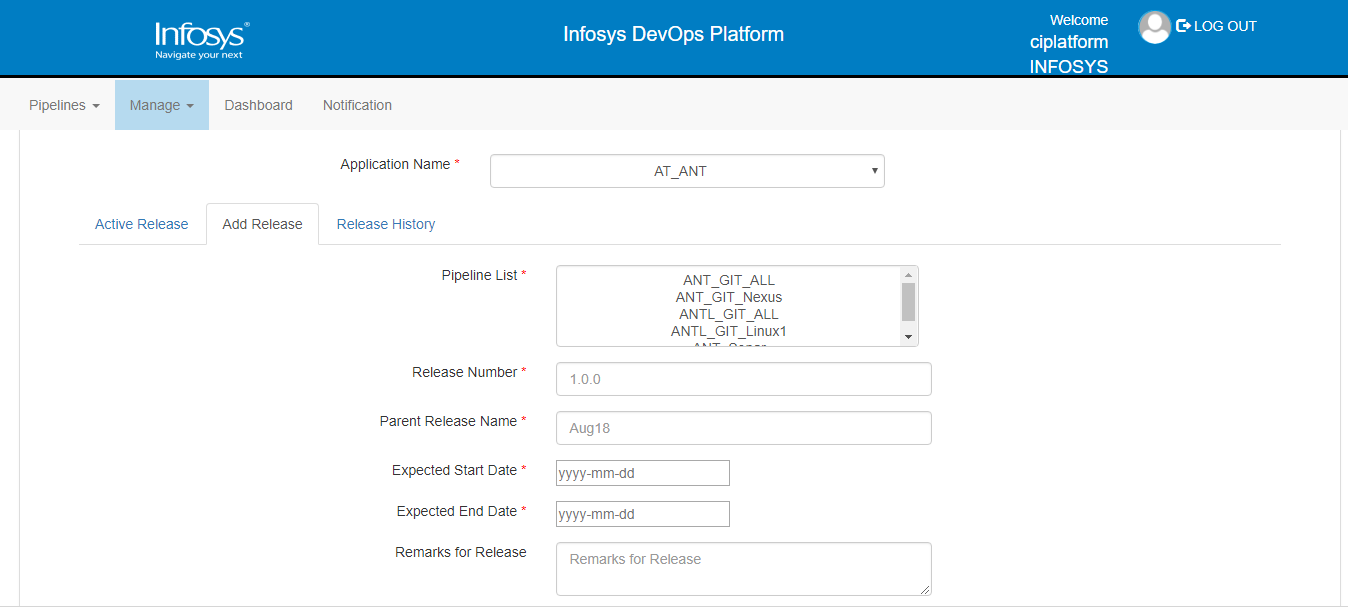 Infosys®
Navigate your next
Infosys DevOps Platform
Welcome
ciplatform
INFOSYS
LOG OUT
Pipelines
Manage
Dashboard
Notification
Application Name *
AT_ANT
Active Release
Add Release
Release History
Pipeline List *
ANT_GIT_ALL
ANT_GIT_Nexus
ANTL_GIT_ALL
ANTL_GIT_Linux1
Release Number *
1.0.0
Parent Release Name *
Aug18
Expected Start Date *
yyyy-mm-dd
Expected End Date *
yyyy-mm-dd
Remarks for Release
Remarks for Release